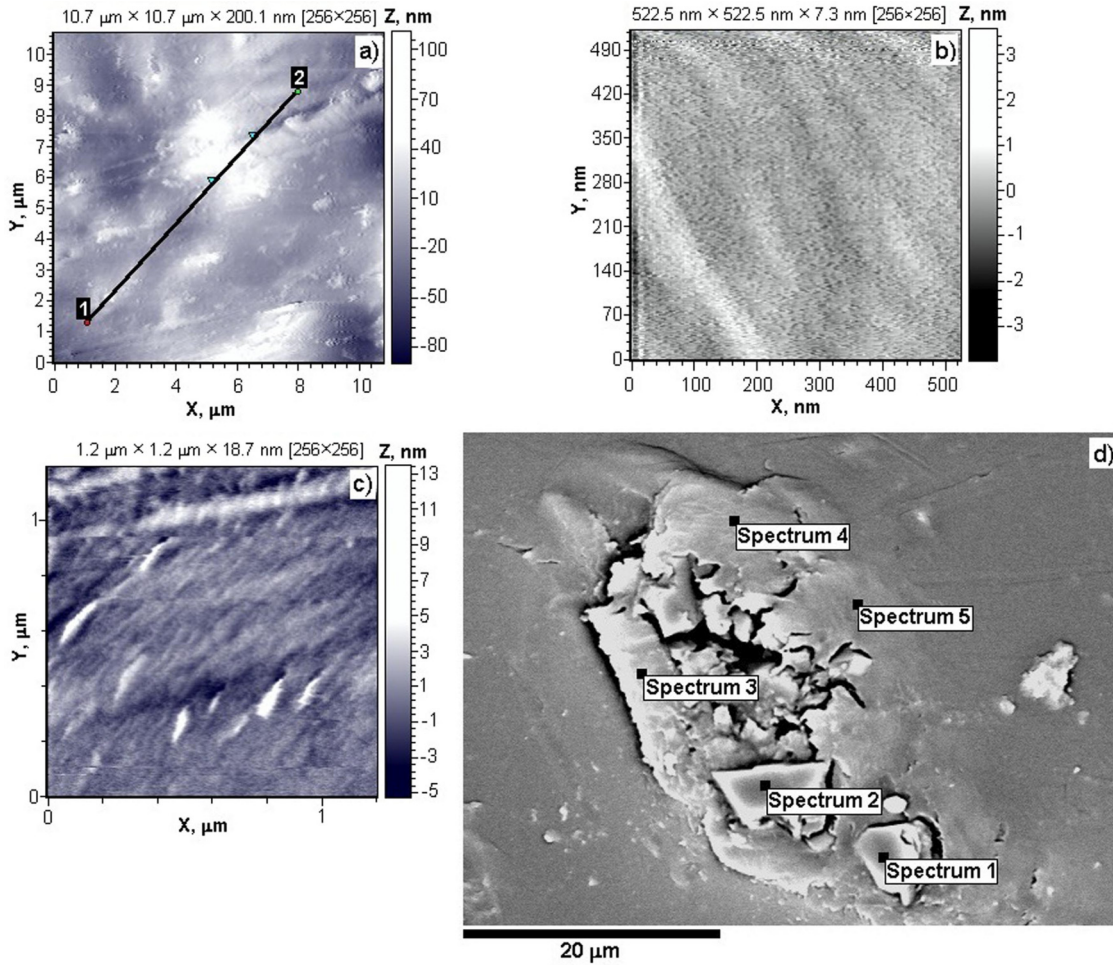 10.7 μm × 10.7 μm × 200.1 nm [256×256]
Z, nm
a)
100
70
40
10
-20
-50
-80
Y, μm
10
9
8
7
6
5
4
3
2
1
0
2
1
0
2
4
6
8
10
X, μm
522.5 nm × 522.5 nm × 7.3 nm [256×256]
Z, nm
b)
3
2
1
0
-1
-2
-3
Y, nm
490
420
350
280
210
140
70
0
0
100
200
300
400
500
X, nm
1.2 μm × 1.2 μm × 18.7 nm [256×256]
Z, nm
c)
13
11
9
7
5
3
1
-1
-3
-5
Y, μm
1
0
0
1
X, μm
d)
Spectrum 4
Spectrum 5
Spectrum 3
Spectrum 2
Spectrum 1
20 μm